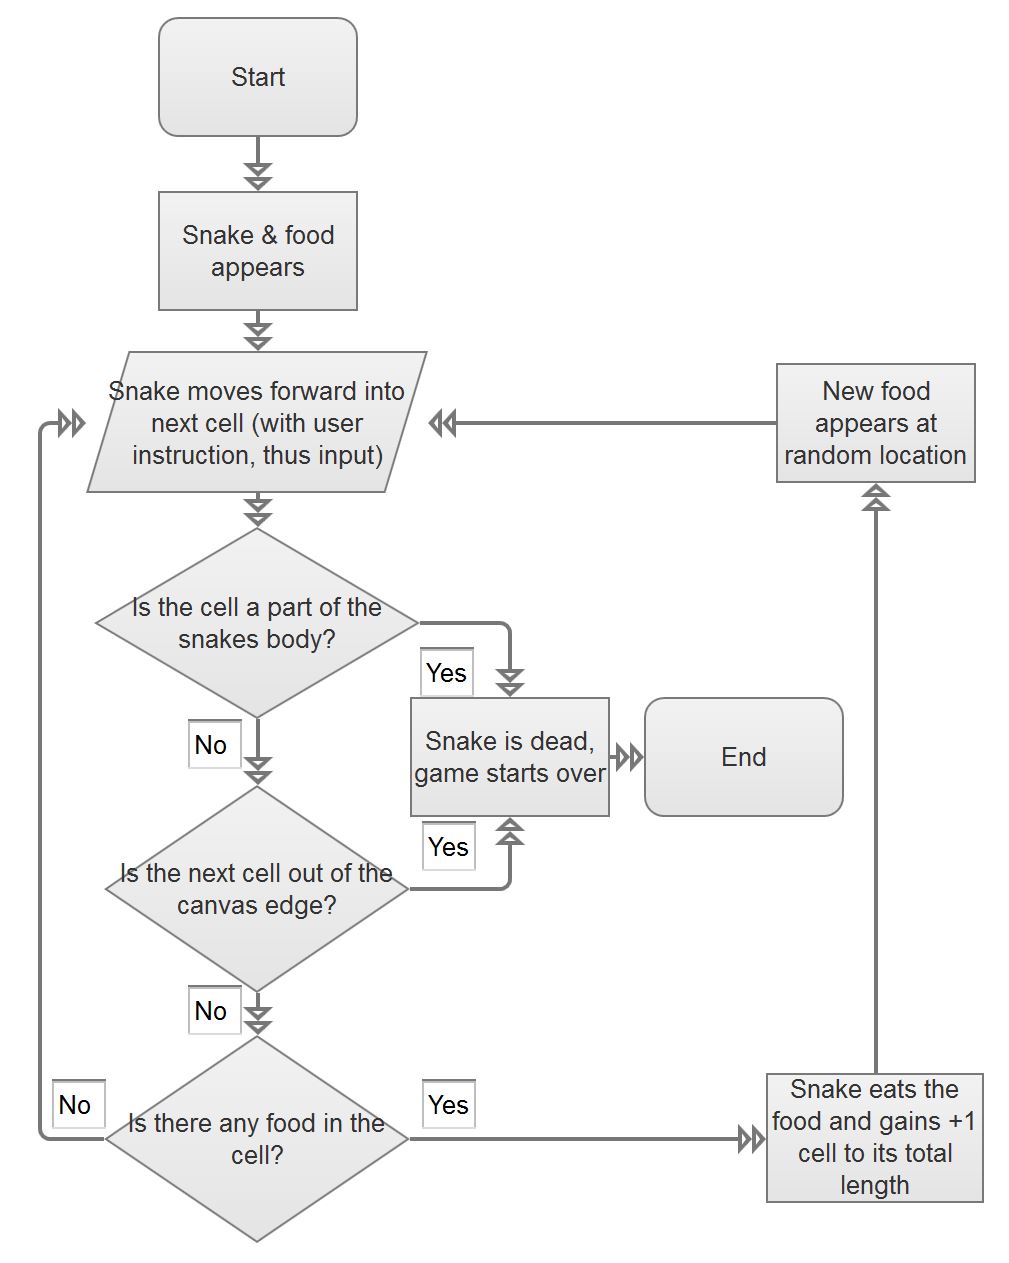 Start
Snake & food
appears
Snake moves forward into
next cell (with user
instruction, thus input)
New food
appears at
random location
Is the cell a part of the
snakes body?
Yes
No
Snake is dead,
game starts over
End
Yes
Is the next cell out of the
canvas edge?
No
No
Is there any food in the
cell?
Yes
Snake eats the
food and gains +1
cell to its total
length